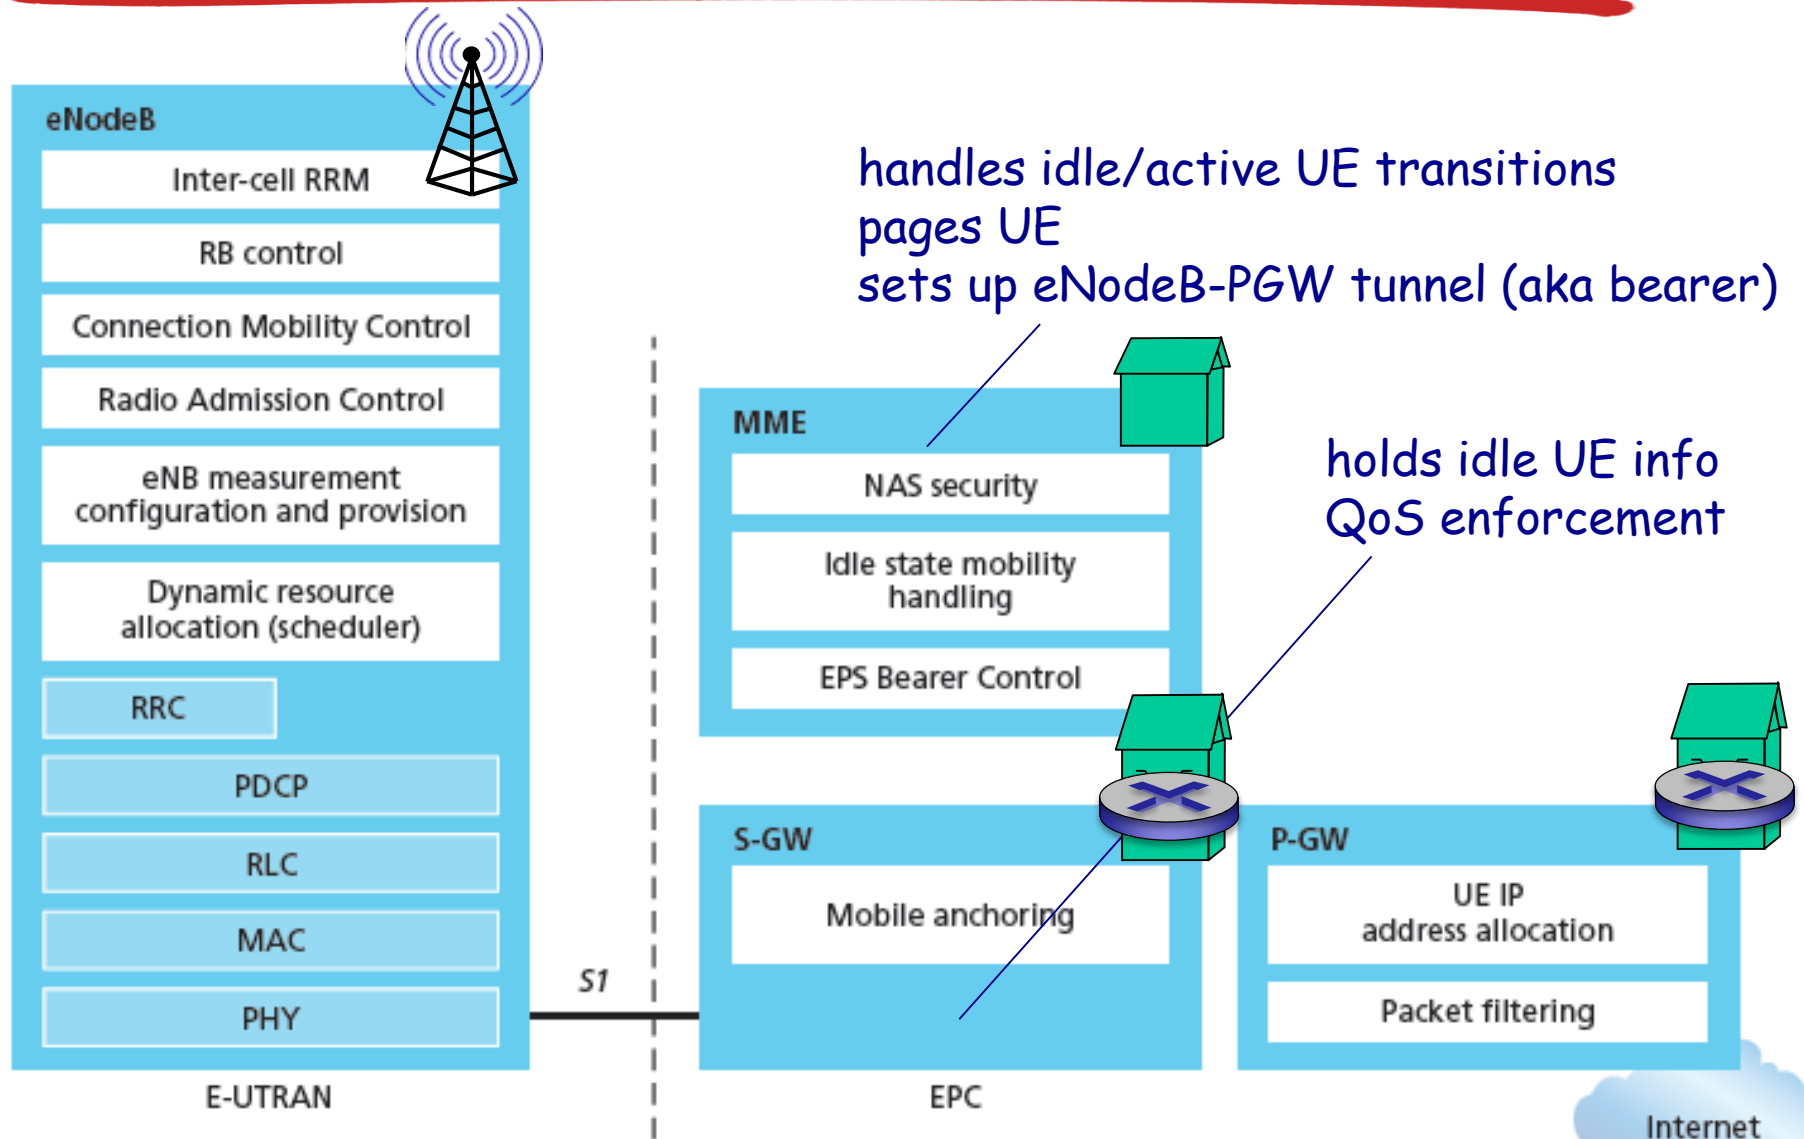 eNodeB
Inter-cell RRM
RB control
Connection Mobility Control
Radio Admission Control
eNB measurement
configuration and provision
Dynamic resource
allocation (scheduler)
RRC
PDCP
RLC
MAC
PHY
E-UTRAN
S1
handles idle/active UE transitions
pages UE
sets up eNodeB-PGW tunnel (aka bearer)
MME
NAS security
Idle state mobility
handling
EPS Bearer Control
holds idle UE info
QoS enforcement
S-GW
Mobile anchoring
EPC
P-GW
UE IP
address allocation
Packet filtering
Internet